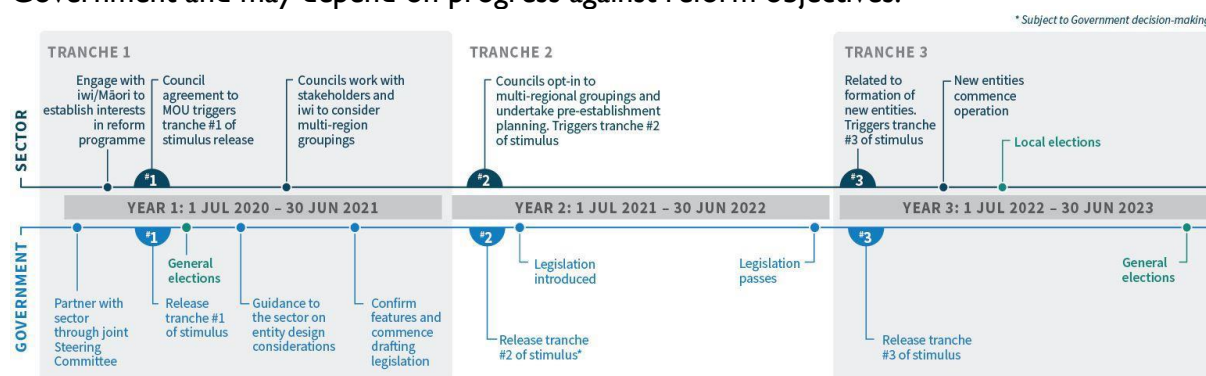 Government and may depend on progress against reform objectives.
* Subject to Government decision-making
TRANCHE 1
TRANCHE 2
TRANCHE 3
SECTOR
Engage with
iwi/Māori to
establish interests
in reform
programme
Council
agreement to
MOU triggers
tranche #1 of
stimulus release
Councils work with
stakeholders and
iwi to consider
multi-region
groupings
Councils opt-in to
multi-regional groupings and
undertake pre-establishment
planning. Triggers tranche #2
of stimulus
Related to
formation of
new entities.
Triggers tranche
#3 of stimulus
New entities
commence
operation
Local elections
#1
#2
#3
YEAR 1: 1 JUL 2020 – 30 JUN 2021
YEAR 2: 1 JUL 2021 – 30 JUN 2022
YEAR 3: 1 JUL 2022 – 30 JUN 2023
GOVERNMENT
#1
#2
#3
Partner with
sector
through joint
Steering
Committee
Release
tranche #1
of stimulus
General
elections
Guidance to
the sector on
entity design
considerations
Confirm
features and
commence
drafting
legislation
Release tranche
#2 of stimulus*
Legislation
introduced
Legislation
passes
Release tranche
#3 of stimulus
General
elections